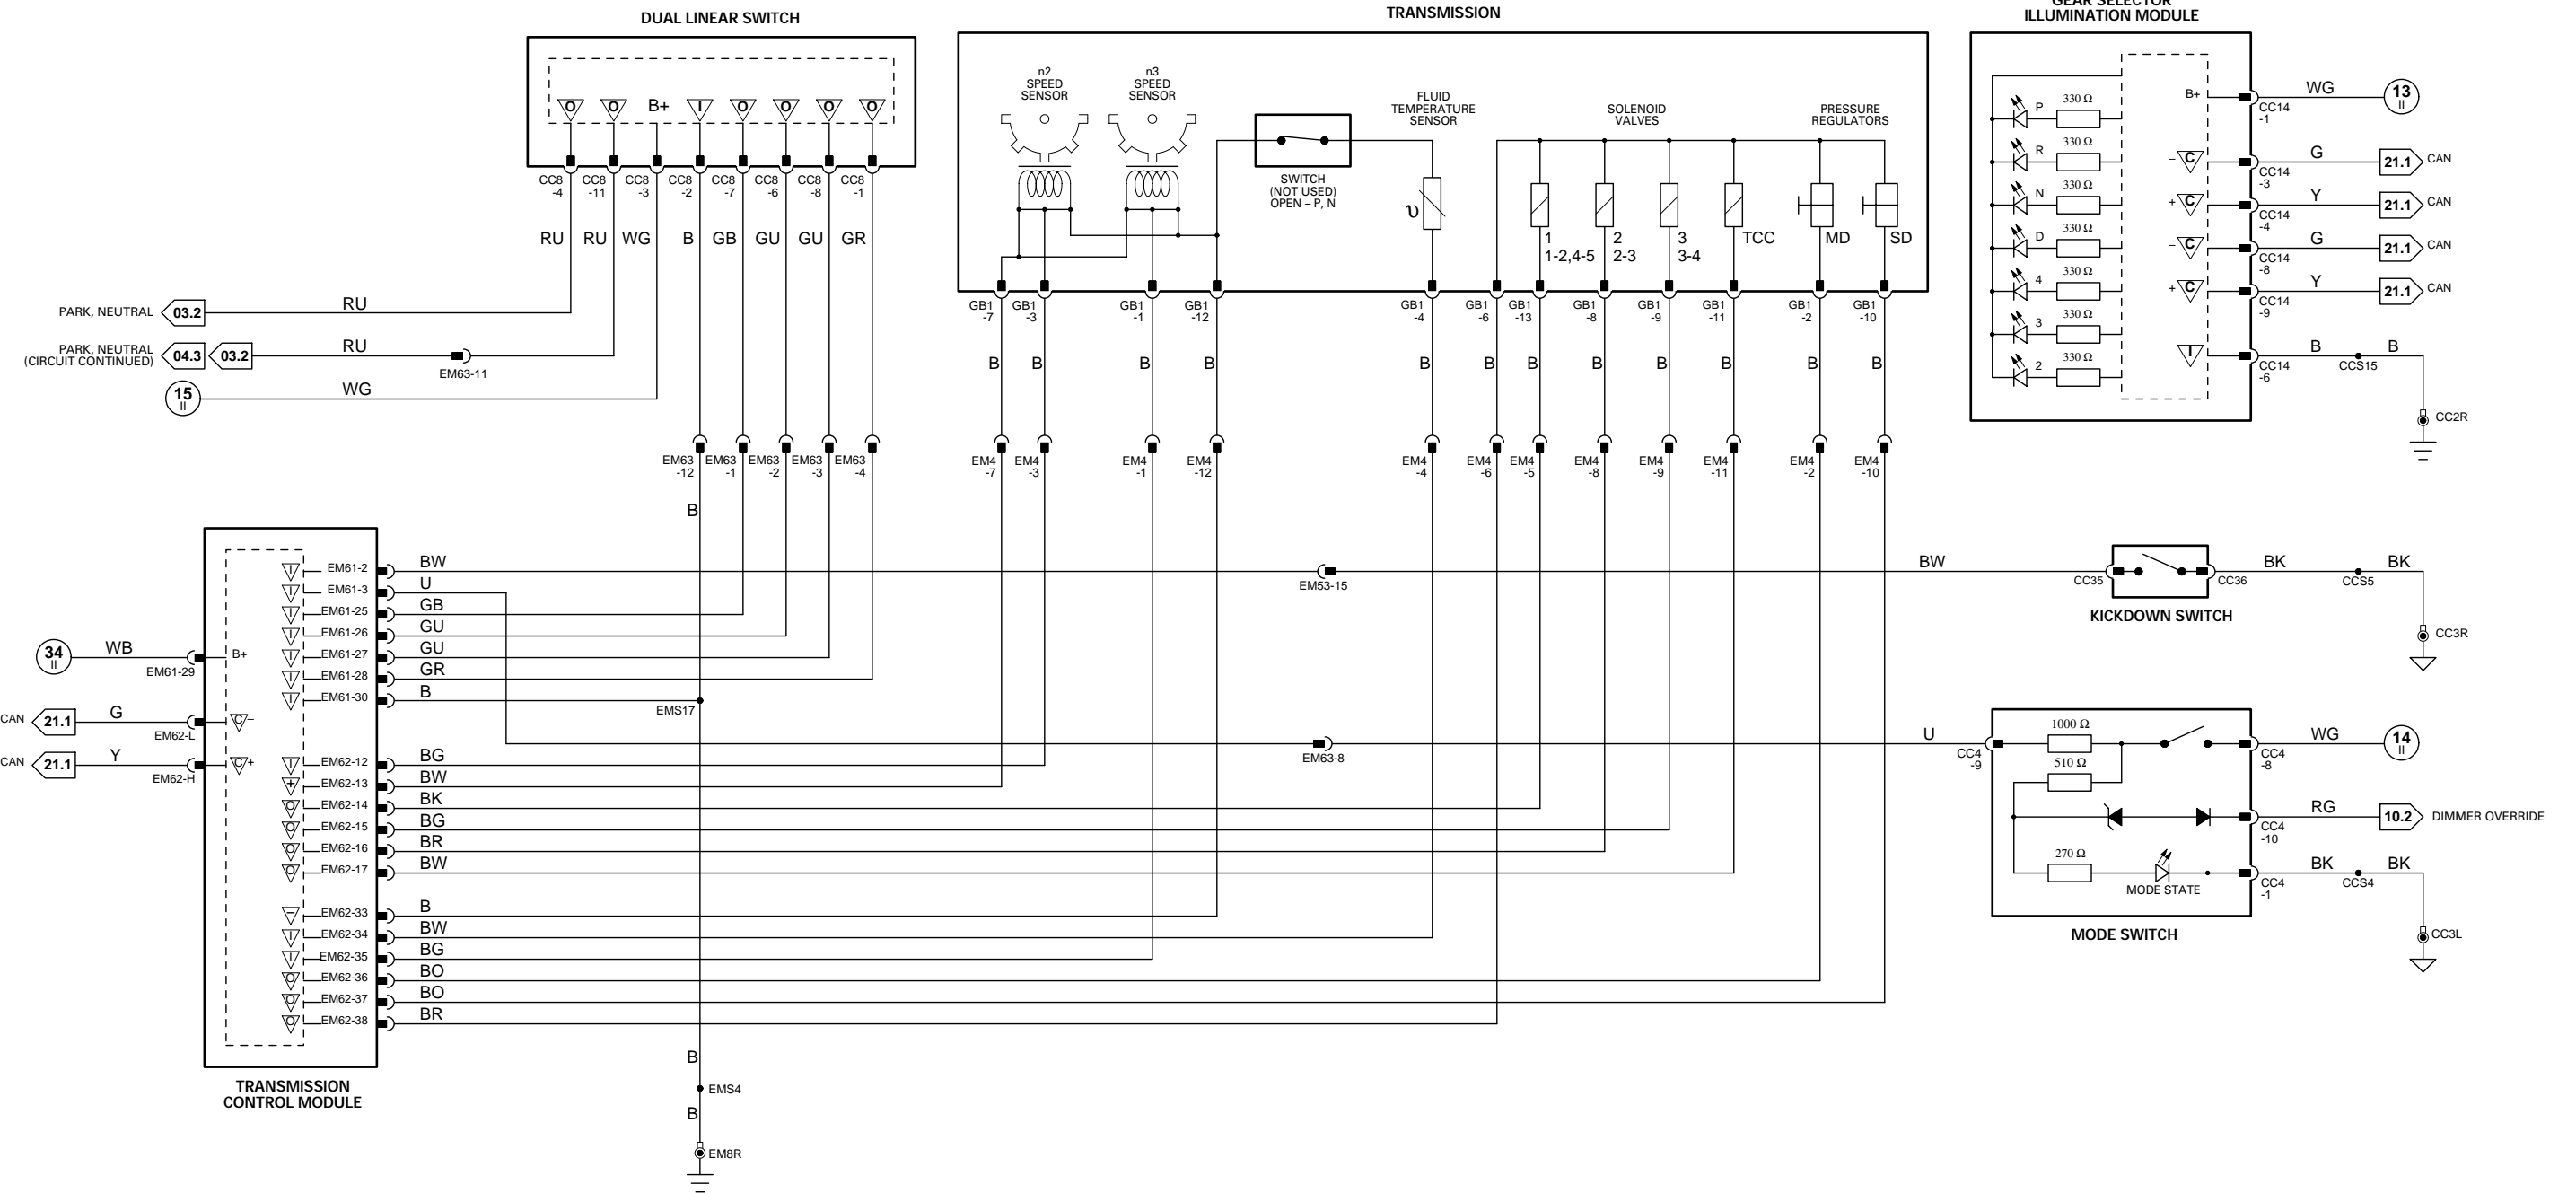 DUAL LINEAR SWITCH
TRANSMISSION
GEAR SELECTOR
ILLUMINATION MODULE
O O B+ I O O O O
CC8 CC8 CC8 CC8 CC8 CC8 CC8 CC8
-4 -11 -3 -2 -7 -6 -8 -1
RU RU WG B GB GU GU GR
PARK, NEUTRAL 03.2 RU
PARK, NEUTRAL
(CIRCUIT CONTINUED) 04.3 03.2 RU
EM63-11
15 WG
II
EM63 EM63 EM63 EM63 EM63
-12 -1 -2 -3 -4
B
n2
SPEED
SENSOR
n3
SPEED
SENSOR
SWITCH
(NOT USED)
OPEN – P, N
FLUID
TEMPERATURE
SENSOR
υ
SOLENOID
VALVES
PRESSURE
REGULATORS
1 2 3 TCC MD SD
1-2,4-5 2-3 3-4
GB1 GB1 GB1 GB1 GB1 GB1 GB1 GB1 GB1 GB1 GB1 GB1
-7 -3 -1 -12 -4 -6 -13 -8 -9 -11 -2 -10
B B B B B B B B B B B B
EM4 EM4 EM4 EM4 EM4 EM4 EM4 EM4 EM4 EM4 EM4 EM4
-7 -3 -1 -12 -4 -6 -5 -8 -9 -11 -2 -10
P 330 Ω
R 330 Ω
N 330 Ω
D 330 Ω
4 330 Ω
3 330 Ω
2 330 Ω
B+ CC14
-1 WG 13
II
– C CC14
-3 G 21.1 CAN
+ C CC14
-4 Y 21.1 CAN
– C CC14
-8 G 21.1 CAN
+ C CC14
-9 Y 21.1 CAN
I CC14
-6 B CCS15 B
CC2R
34 WB EM61-29 B+
II
CAN 21.1 G EM62-L C–
CAN 21.1 Y EM62-H C+
I EM61-2 BW
I EM61-3 U
I EM61-25 GB
I EM61-26 GU
I EM61-27 GU
I EM61-28 GR
I EM61-30 B
EMS17
I EM62-12 BG
+ EM62-13 BW
O EM62-14 BK
O EM62-15 BG
O EM62-16 BR
O EM62-17 BW
– EM62-33 B
I EM62-34 BW
I EM62-35 BG
O EM62-36 BO
O EM62-37 BO
O EM62-38 BR
TRANSMISSION
CONTROL MODULE
B
EMS4
B
EM8R
EM53-15
BW CC35 CC36 BK CCS5 BK
KICKDOWN SWITCH
CC3R
EM63-8
U CC4
-9
1000 Ω
510 Ω
270 Ω
MODE STATE
CC4
-8 WG 14
II
CC4
-10 RG 10.2 DIMMER OVERRIDE
CC4
-1 BK CCS4 BK
MODE SWITCH
CC3L